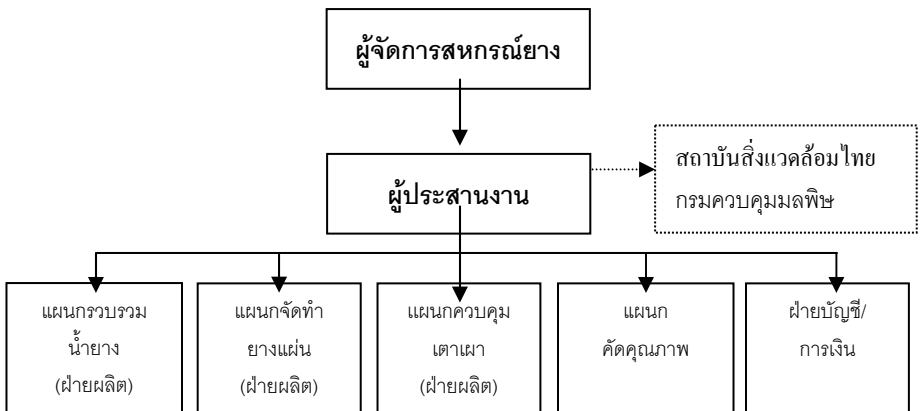 ผู้จัดการสหกรณ์ยาง
ผู้ประสานงาน
สถาบันสิ่งแวดล้อมไทย
กรมควบคุมมลพิษ
แผนกรวบรวม
น้ำยาง
(ฝ่ายผลิต)
แผนกจัดทำ
ยางแผ่น
(ฝ่ายผลิต)
แผนกควบคุม
เตาเผา
(ฝ่ายผลิต)
แผนก
คัดคุณภาพ
ฝ่ายบัญชี/
การเงิน